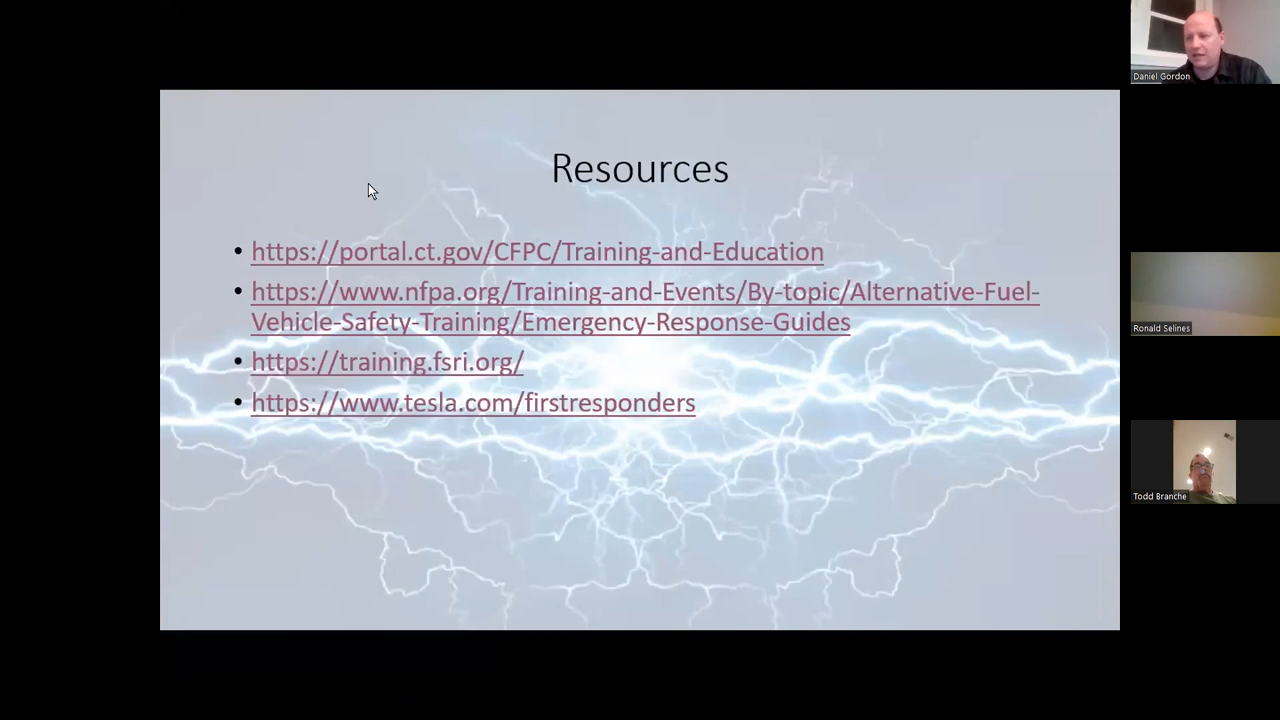 Resources
https://portal.ct.gov/CFPC/Training-and-Education
https://www.nfpa.org/Training-and-Events/By-topic/Alternative-Fuel-
Vehicle-Safety-Training/Emergency-Response-Guides
https://training.fsri.org/
https://www.tesla.com/firstresponders
Daniel Gordon
Ronald Selines
Todd Branche